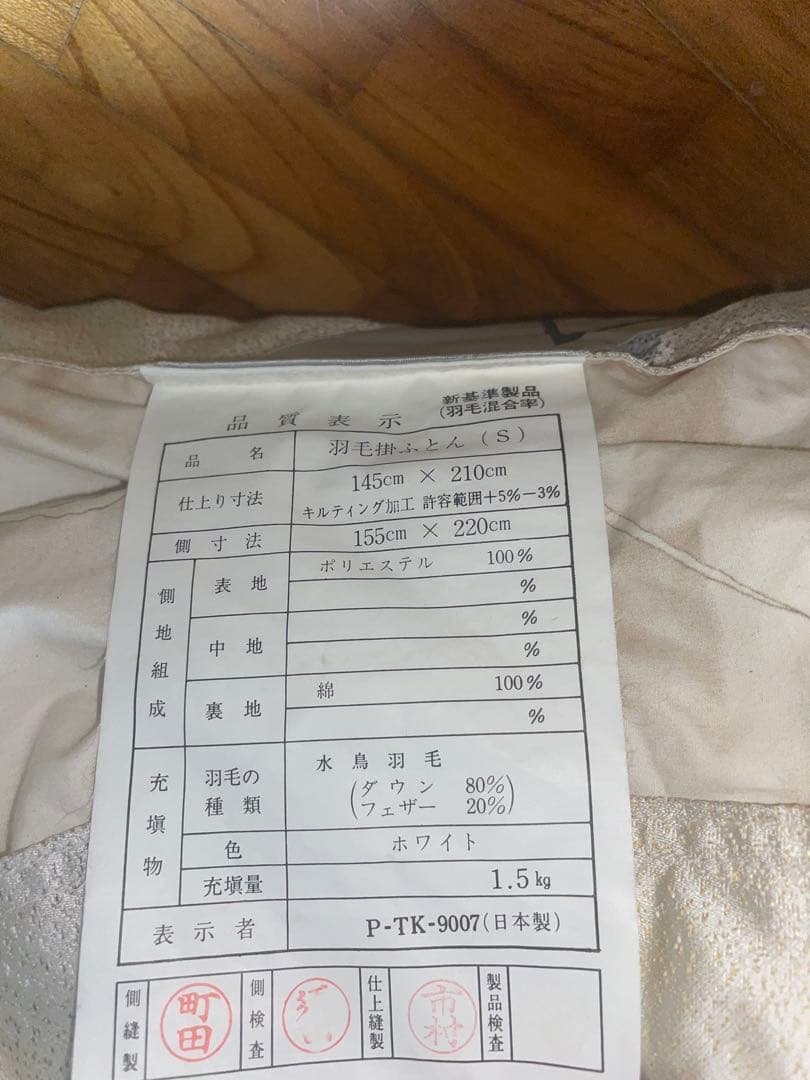 品質表示
新基準製品
(羽毛混合率)
品名 羽毛掛ふとん(S)
仕上り寸法 145cm × 210cm
キルティング加工 許容範囲+5%-3%
側寸法 155cm × 220cm
側地組成
表地 ポリエステル 100%
%
中地 %
%
裏地 綿 100%
%
充填物
羽毛の種類 水鳥羽毛
(ダウン 80%
フェザー 20%)
色 ホワイト
充填量 1.5kg
表示者 P-TK-9007(日本製)
側縫製 町田 側検査 仕上縫製 市村 製品検査